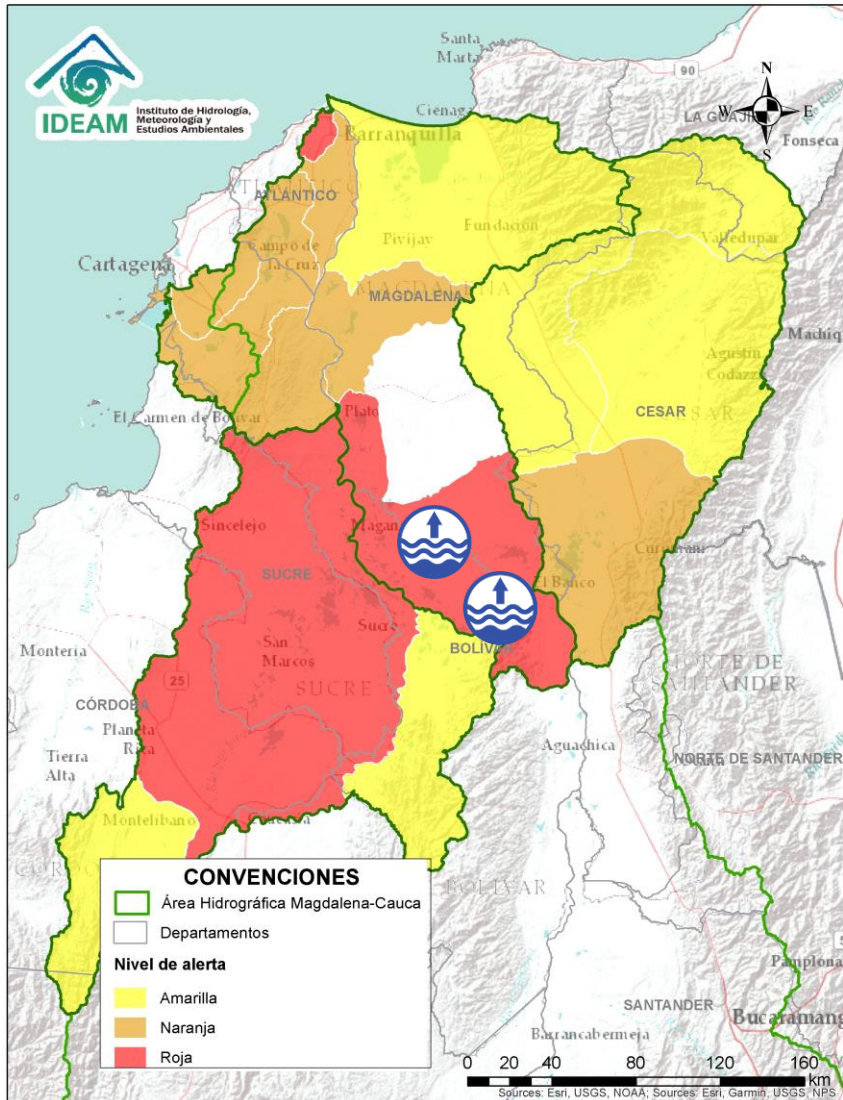 IDEAM
Instituto de Hidrología,
Meteorología y
Estudios Ambientales
Santa
Marta
90
N
W
E
S
Ciénaga
LA GUAJI
Fonseca
Barranquilla
ATLÁNTICO
Pivijay
Fundación
Valledupar
Cartagena
Campo de
la Cruz
MAGDALENA
Machiq
Agustín
Codazzi
CESAR
El Carmen de Bolívar
Plato
Sincelejo
Magan
Curumaní
SUCRE
El Banco
Sucre
San
Marcos
BOLÍVAR
Montería
25
SUCRE
NORTE DE
SANTANDER
CÓRDOBA
Planeta
Rica
Aguachica
Tierra
Alta
NORTE DE SANTANDER
Montelibano
Caucasia
BOLÍVAR
CONVENCIONES
Área Hidrográfica Magdalena-Cauca
Departamentos
Nivel de alerta
Amarilla
Naranja
Roja
Pamplona
SANTANDER
Bucaramang
Barrancabermeja
0 20 40 80 120 160
km
Sources: Esri, USGS, NOAA; Sources: Esri, Garmin, USGS, NPS